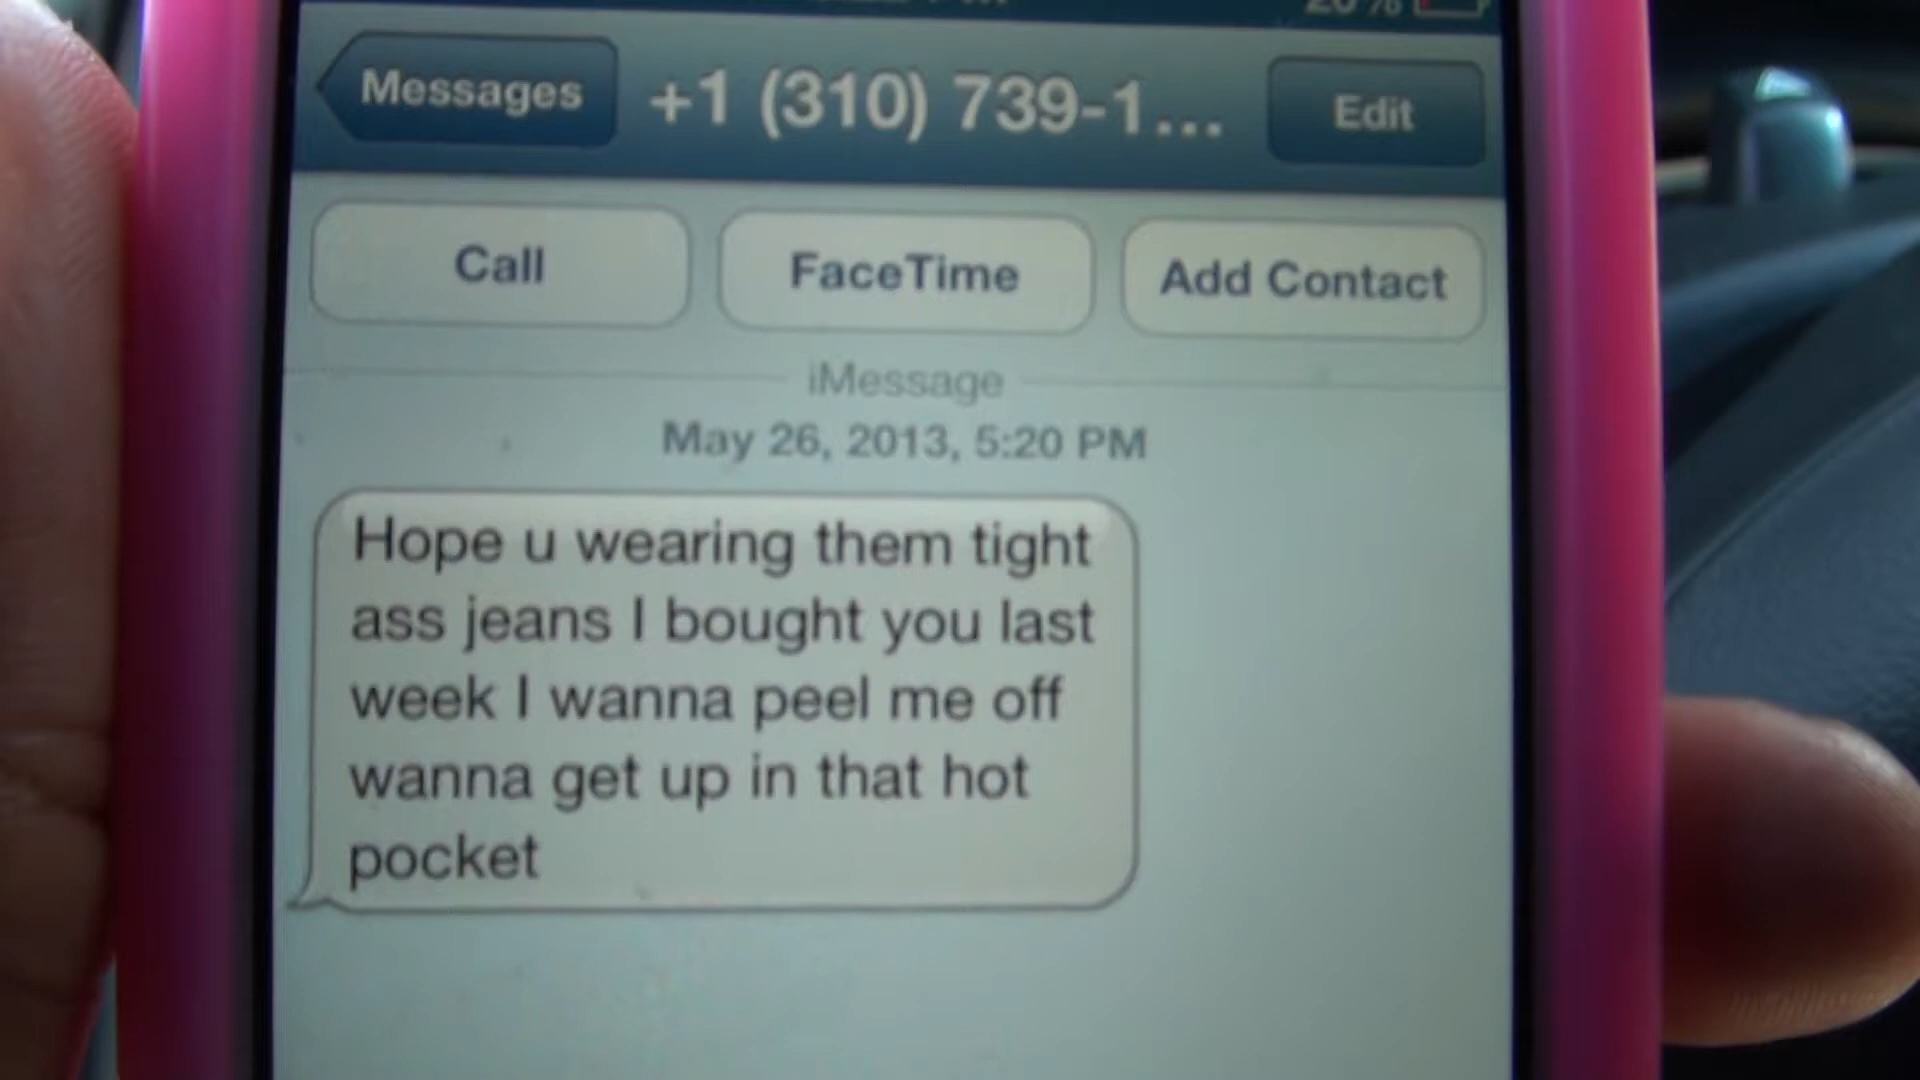 20%
Messages +1 (310) 739-1... Edit
Call FaceTime Add Contact
iMessage
May 26, 2013, 5:20 PM
Hope u wearing them tight
ass jeans I bought you last
week I wanna peel me off
wanna get up in that hot
pocket